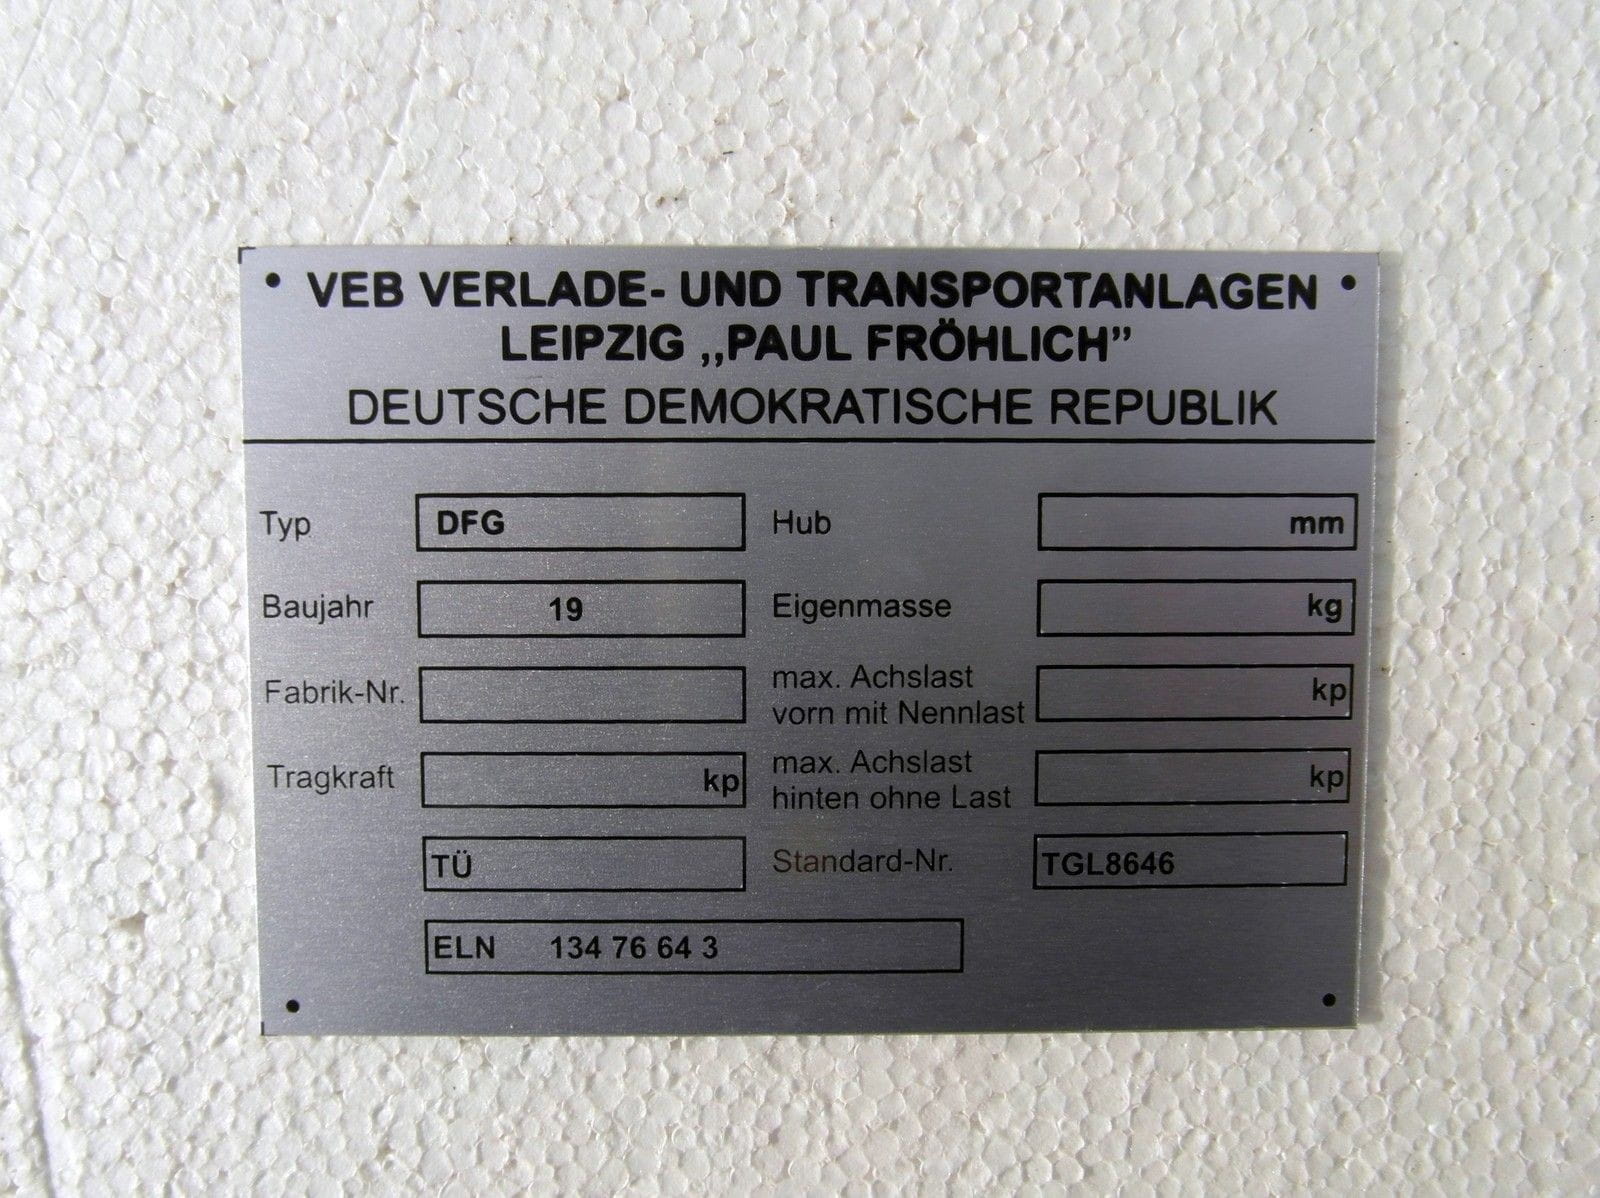 VEB VERLADE- UND TRANSPORTANLAGEN
LEIPZIG „PAUL FRÖHLICH”
DEUTSCHE DEMOKRATISCHE REPUBLIK
Typ DFG Hub mm
Baujahr 19 Eigenmasse kg
Fabrik-Nr. max. Achslast
vorn mit Nennlast kp
Tragkraft kp max. Achslast
hinten ohne Last kp
TÜ Standard-Nr. TGL8646
ELN 134 76 64 3